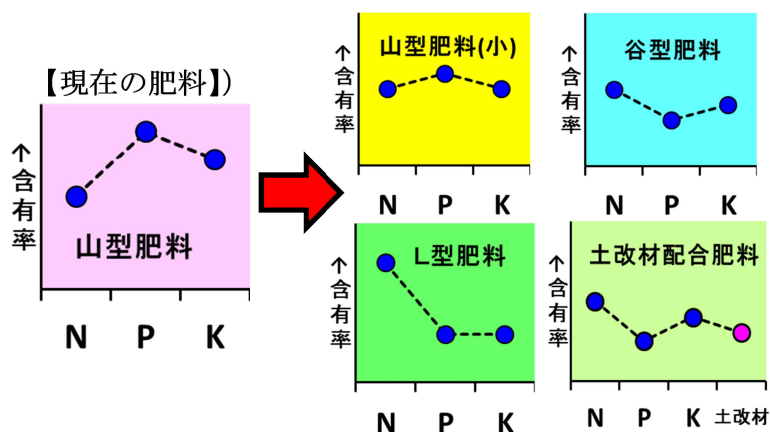 【現在の肥料】)
↑含有率
山型肥料
N P K
山型肥料(小)
↑含有率
N P K
谷型肥料
↑含有率
N P K
L型肥料
↑含有率
N P K
土改材配合肥料
↑含有率
N P K 土改材